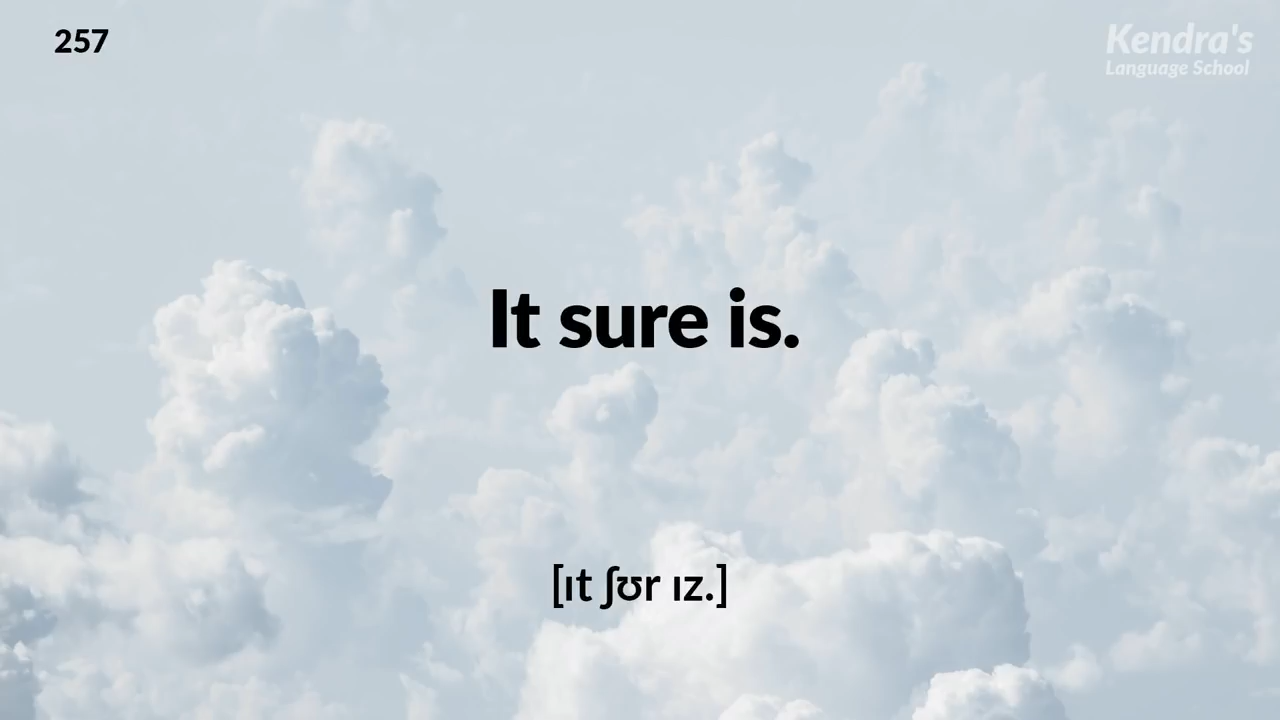 257
Kendra's
Language School
It sure is.
[ɪt ʃʊr ɪz.]